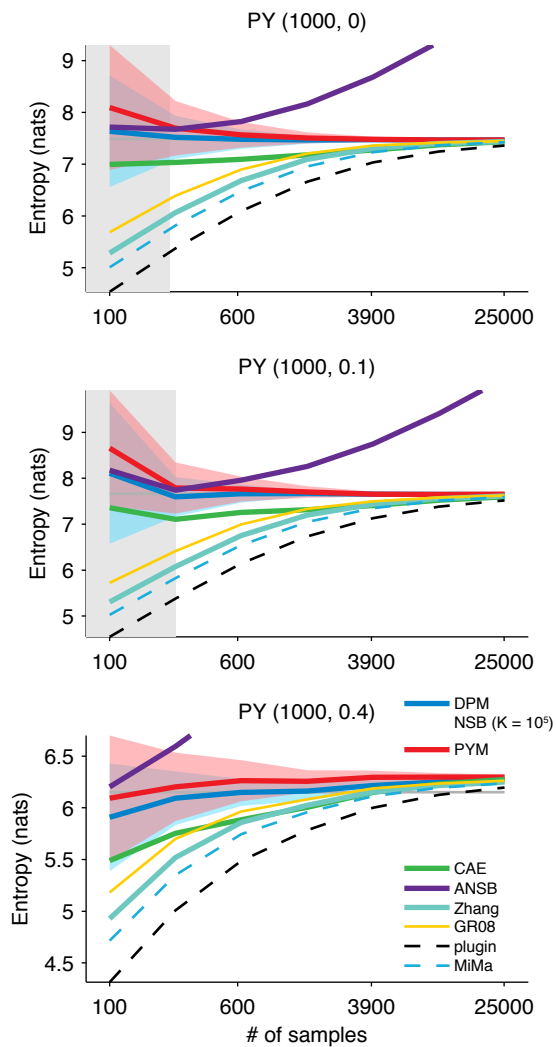 PY (1000, 0)
9
8
7
6
5
Entropy (nats)
100
600
3900
25000
PY (1000, 0.1)
9
8
7
6
5
Entropy (nats)
100
600
3900
25000
PY (1000, 0.4)
DPM
NSB (K = 10⁵)
PYM
6.5
6
5.5
5
4.5
Entropy (nats)
CAE
ANSB
Zhang
GR08
plugin
MiMa
100
600
3900
25000
# of samples